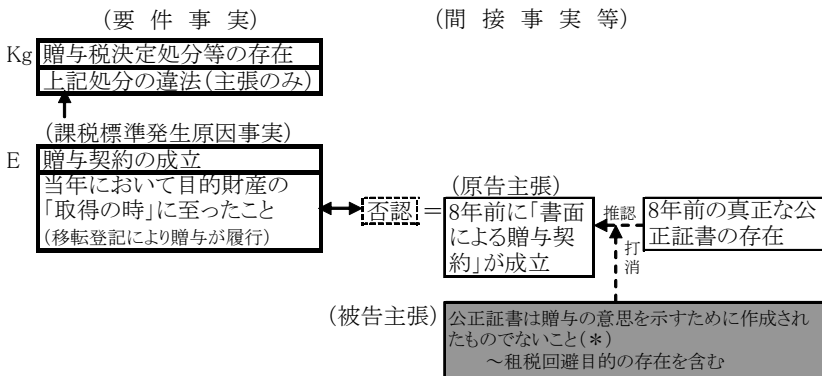 (要 件 事 実)
(間 接 事 実 等)
Kg 贈与税決定処分等の存在
上記処分の違法(主張のみ)
(課税標準発生原因事実)
E 贈与契約の成立
当年において目的財産の
「取得の時」に至ったこと
(移転登記により贈与が履行)
否認
=
(原告主張)
8年前に「書面
による贈与契
約」が成立
推認
8年前の真正な公
正証書の存在
打
消
(被告主張)
公正証書は贈与の意思を示すために作成され
たものでないこと(*)
~租税回避目的の存在を含む